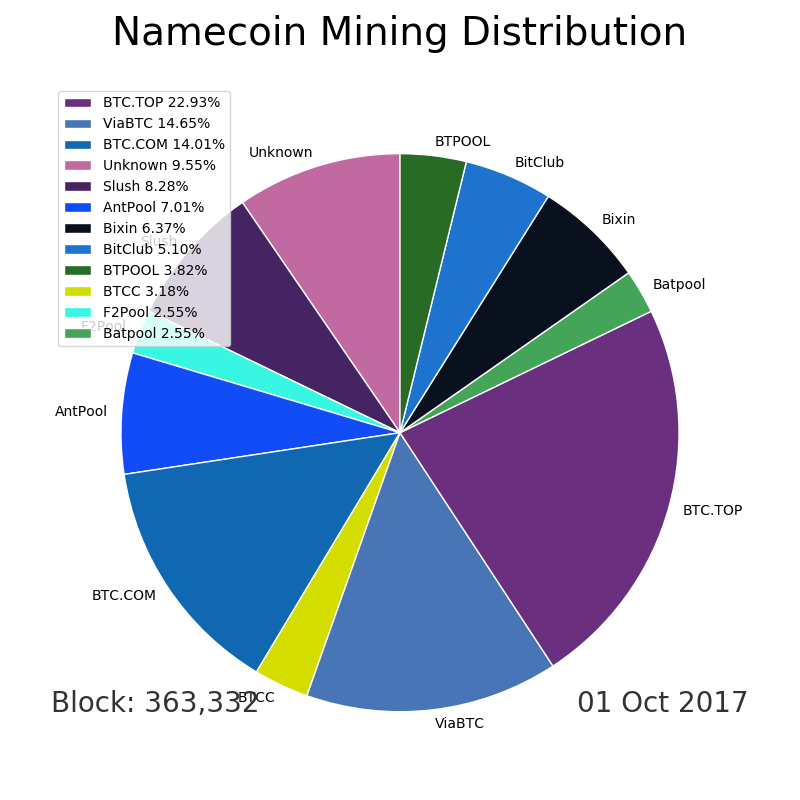 Namecoin Mining Distribution
BTC.TOP 22.93%
ViaBTC 14.65%
BTC.COM 14.01%
Unknown 9.55%
Slush 8.28%
AntPool 7.01%
Bixin 6.37%
BitClub 5.10%
BTPOOL 3.82%
BTCC 3.18%
F2Pool 2.55%
Batpool 2.55%
BTPOOL
Unknown
BitClub
Bixin
Slush
Batpool
F2Pool
AntPool
BTC.TOP
BTC.COM
BTCC
Block: 363,332
01 Oct 2017
ViaBTC